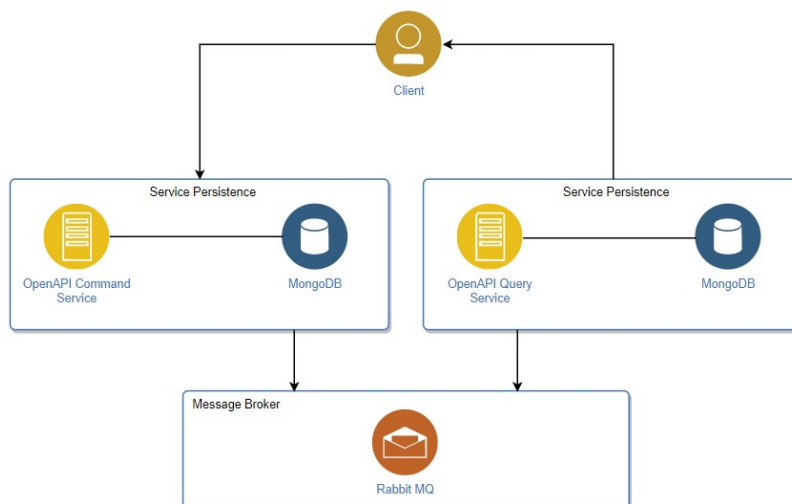 Client
Service Persistence
Service Persistence
OpenAPI Command
Service
MongoDB
OpenAPI Query
Service
MongoDB
Message Broker
Rabbit MQ